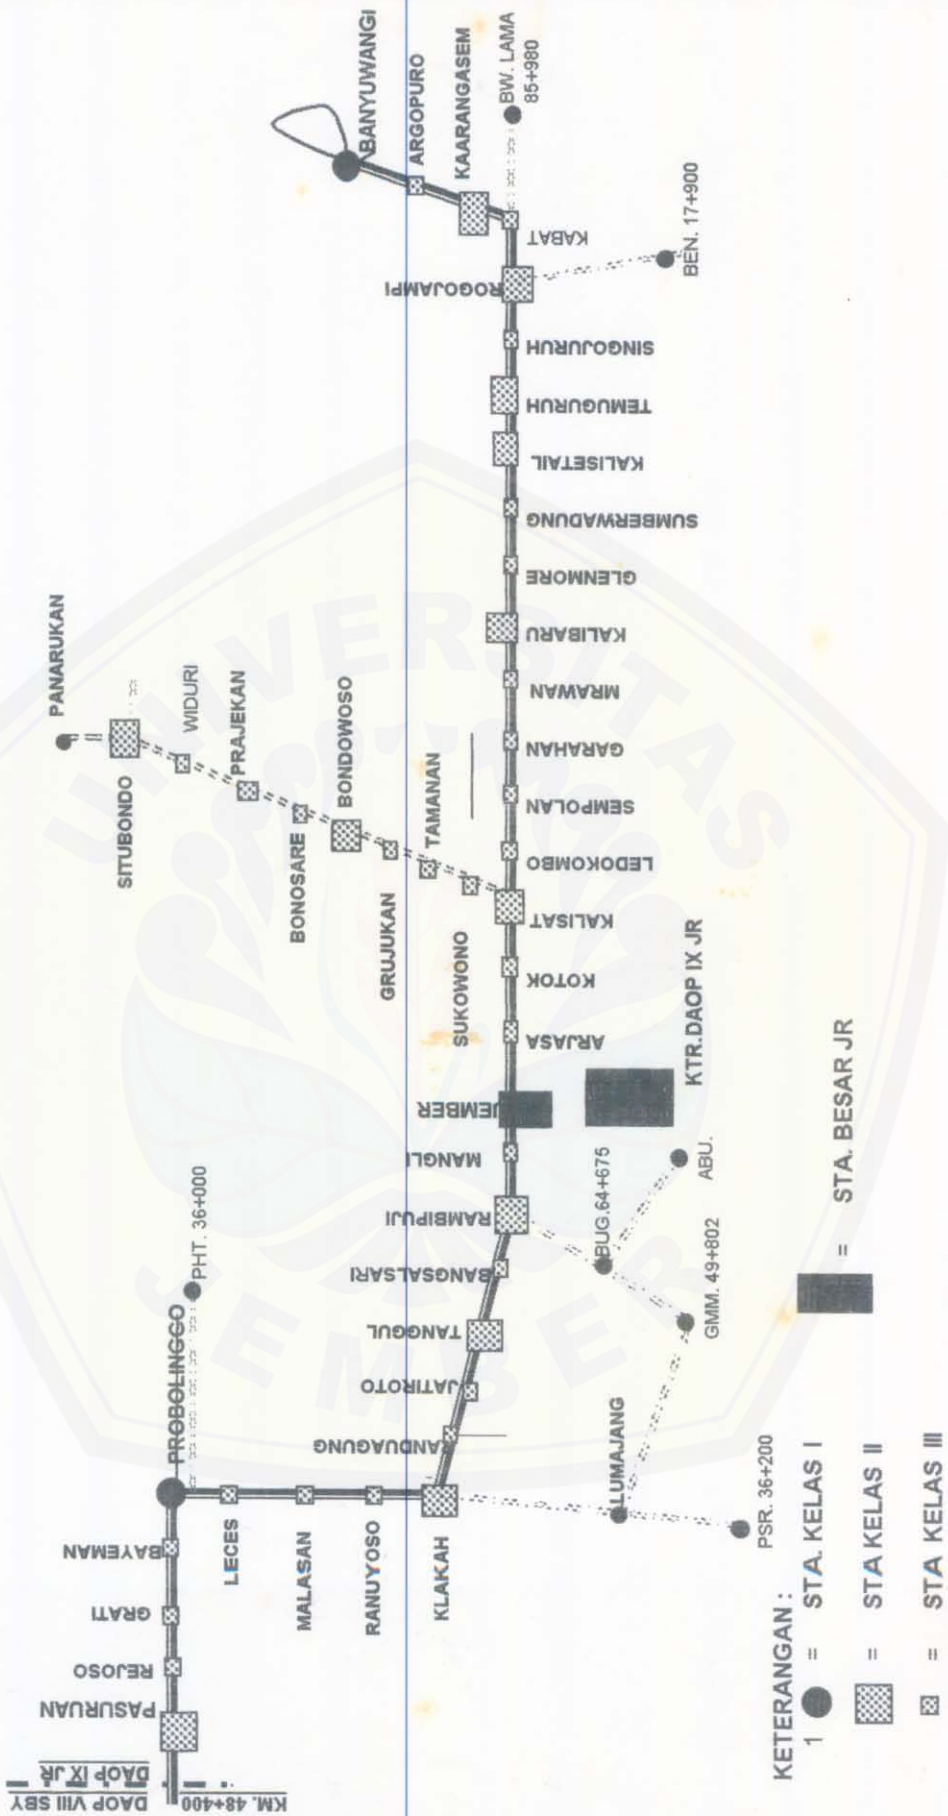 DAOP VIII SBY
DAOP IX JR
KM. 48+400
PASURUAN
REJOSO
GRATI
BAYEMAN
PROBOLINGGO
PHT. 36+000
LECES
MALASAN
RANUYOSO
KLAKAH
RANDUAGUNG
JATIROTO
TANGGUL
BANGSALSARI
RAMBIPUJI
MANGLI
JEMBER
ARJASA
KOTOK
KALISAT
LEDOKOMBO
SEMPOLAN
GARAHAN
MRAWAN
KALIBARU
GLENMORE
SUMBERWADUNG
KALISETAIL
TEMUGURUH
SINGOJURUH
ROGOJAMPI
KABAT
KAARANGASEM
ARGOPURO
BANYUWANGI
BW. LAMA
85+980
BEN. 17+900
SUKOWONO
TAMANAN
GRUJUKAN
BONDOWOSO
BONOSARE
PRAJEKAN
WIDURI
SITUBONDO
PANARUKAN
KTR.DAOP IX JR
BUG.64+675
ABU.
GMM. 49+802
LUMAJANG
PSR. 36+200
KETERANGAN :
1 = STA. KELAS I
= STA KELAS II
= STA KELAS III
= STA. BESAR JR
UNIVERSITAS
JEMBER